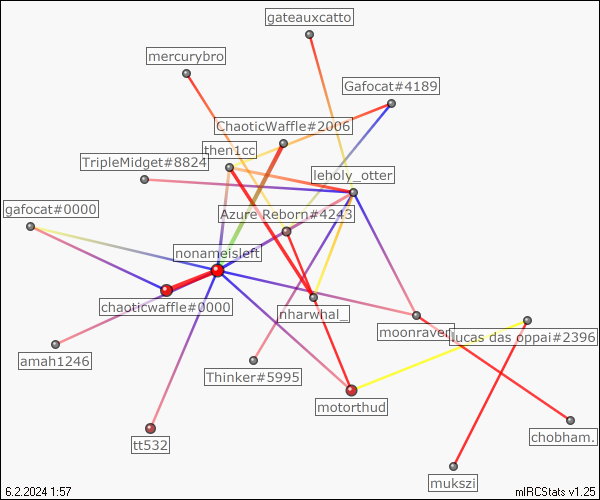 gateauxcatto
mercurybro
Gafocat#4189
ChaoticWaffle#2006
then1cc
TripleMidget#8824
leholy_otter
gafocat#0000
Azure Reborn#4243
nonameisleft
chaoticwaffle#0000
nharwhal_
moonraven
lucas das oppai#2396
amah1246
Thinker#5995
motorthud
tt532
chobham.
mukszi
6.2.2024 1:57
mIRCStats v1.25